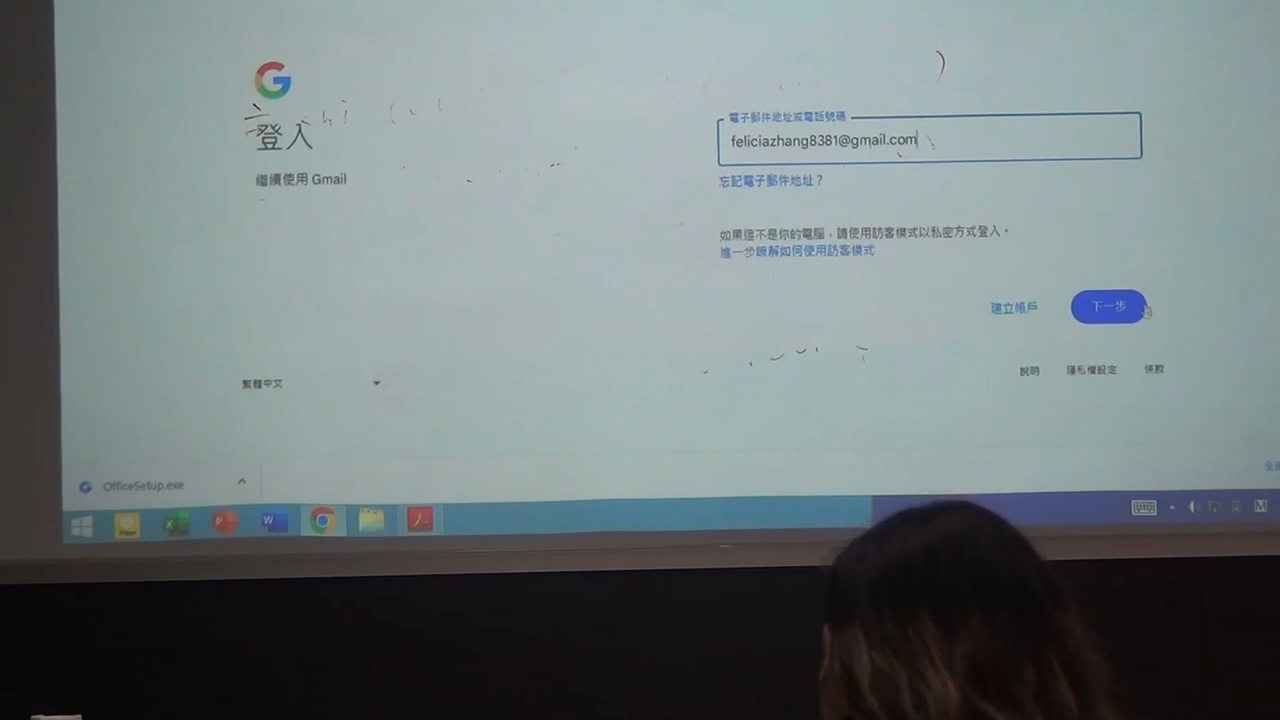 登入
繼續使用 Gmail
電子郵件地址或電話號碼
feliciazhang8381@gmail.com
忘記電子郵件地址？
如果這不是你的電腦，請使用訪客模式以私密方式登入。
進一步瞭解如何使用訪客模式
建立帳戶
下一步
繁體中文
說明
隱私權設定
條款
OfficeSetup.exe